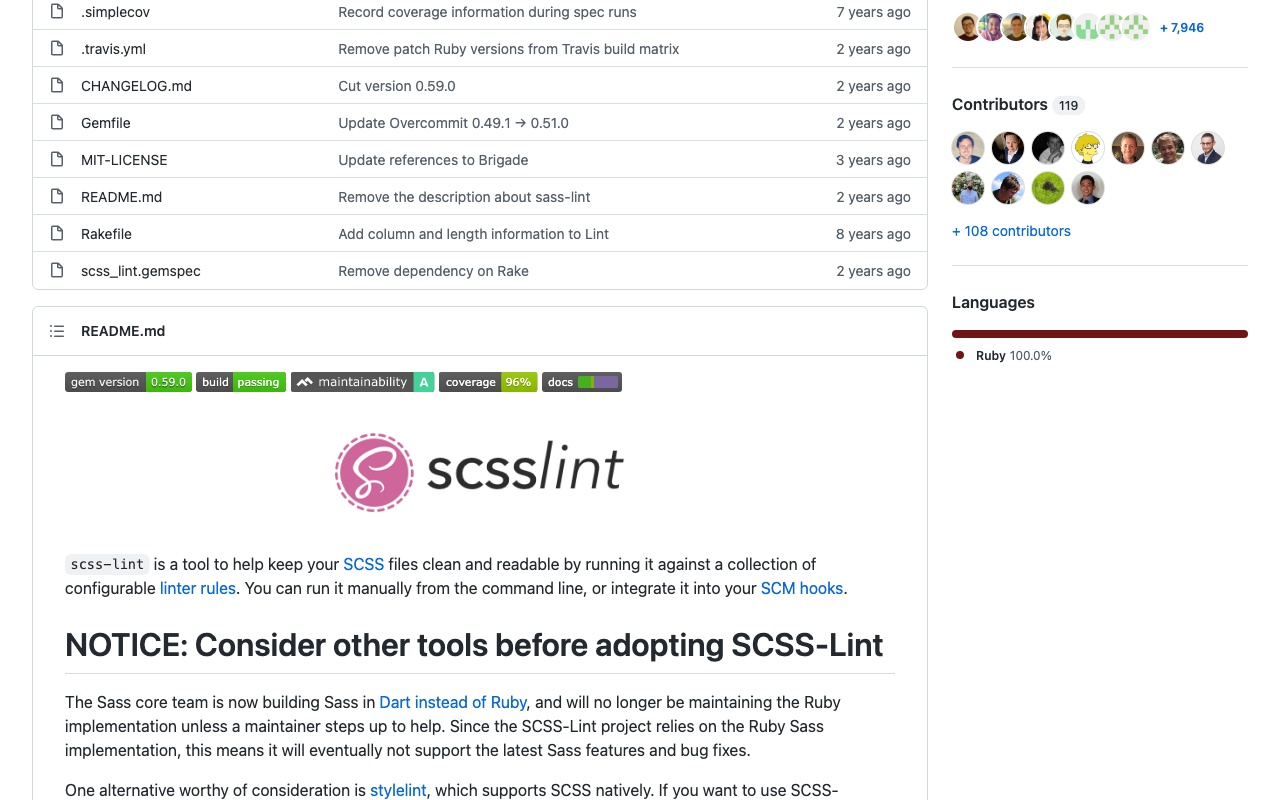 .simplecov Record coverage information during spec runs 7 years ago
.travis.yml Remove patch Ruby versions from Travis build matrix 2 years ago
CHANGELOG.md Cut version 0.59.0 2 years ago
Gemfile Update Overcommit 0.49.1 → 0.51.0 2 years ago
MIT-LICENSE Update references to Brigade 3 years ago
README.md Remove the description about sass-lint 2 years ago
Rakefile Add column and length information to Lint 8 years ago
scss_lint.gemspec Remove dependency on Rake 2 years ago
README.md
gem version 0.59.0 build passing maintainability A coverage 96% docs
scsslint
scss-lint is a tool to help keep your SCSS files clean and readable by running it against a collection of
configurable linter rules. You can run it manually from the command line, or integrate it into your SCM hooks.
NOTICE: Consider other tools before adopting SCSS-Lint
The Sass core team is now building Sass in Dart instead of Ruby, and will no longer be maintaining the Ruby
implementation unless a maintainer steps up to help. Since the SCSS-Lint project relies on the Ruby Sass
implementation, this means it will eventually not support the latest Sass features and bug fixes.
One alternative worthy of consideration is stylelint, which supports SCSS natively. If you want to use SCSS-
+ 7,946
Contributors 119
+ 108 contributors
Languages
Ruby 100.0%